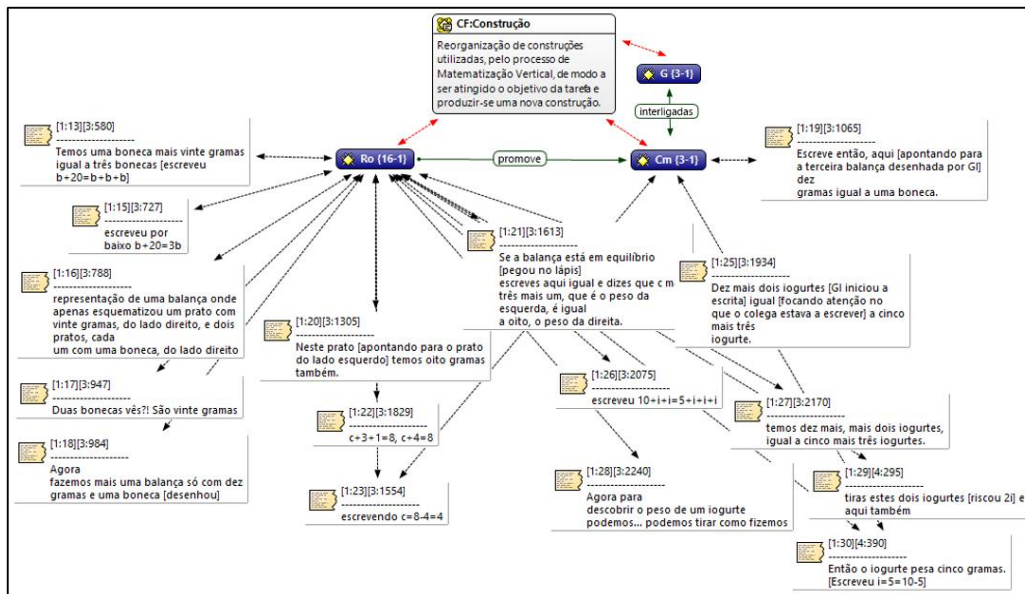 CF:Construção
Reorganização de construções
utilizadas, pelo processo de
Matematização Vertical, de modo a
ser atingido o objetivo da tarefa e
produzir-se uma nova construção.
G {3-1}
interligadas
Ro {16-1}
promove
Cm {3-1}
[1:13][3:580]
Temos uma boneca mais vinte gramas
igual a três bonecas [escreveu
b+20=b+b+b]
[1:19][3:1065]
Escreve então, aqui [apontando para
a terceira balança desenhada por GI]
dez
gramas igual a uma boneca.
[1:15][3:727]
escreveu por
baixo b+20=3b
[1:21][3:1613]
Se a balança está em equilíbrio
[pegou no lápis]
escreves aqui igual e dizes que c m
três mais um, que é o peso da
esquerda, é igual
a oito, o peso da direita.
[1:25][3:1934]
Dez mais dois iogurtes [GI iniciou a
escrita] igual [focando atenção no
que o colega estava a escrever] a cinco
mais três
iogurte.
[1:16][3:788]
representação de uma balança onde
apenas esquematizou um prato com
vinte gramas, do lado direito, e dois
pratos, cada
um com uma boneca, do lado direito
[1:20][3:1305]
Neste prato [apontando para o prato
do lado esquerdo] temos oito gramas
também.
[1:17][3:947]
Duas bonecas vês?! São vinte gramas
[1:26][3:2075]
escreveu 10+i+i=5+i+i+i
[1:27][3:2170]
temos dez mais, mais dois iogurtes,
igual a cinco mais três iogurtes.
[1:22][3:1829]
c+3+1=8, c+4=8
[1:18][3:984]
Agora
fazemos mais uma balança só com dez
gramas e uma boneca [desenhou]
[1:28][3:2240]
Agora para
descobrir o peso de um iogurte
podemos... podemos tirar como fizemos
[1:29][4:295]
tiras estes dois iogurtes [riscou 2i] e
aqui também
[1:23][3:1554]
escrevendo c=8-4=4
[1:30][4:390]
Então o iogurte pesa cinco gramas.
[Escreveu i=5=10-5]